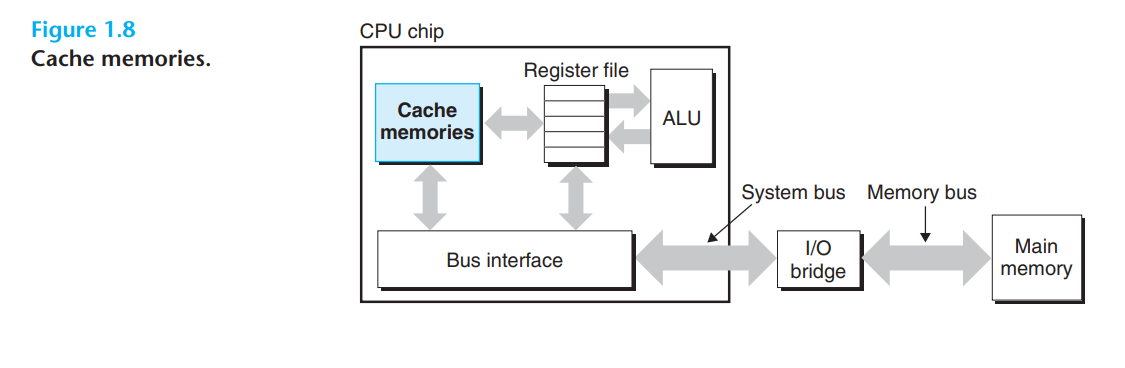 Figure 1.8
Cache memories.
CPU chip
Register file
Cache
memories
ALU
System bus
Memory bus
Bus interface
I/O
bridge
Main
memory